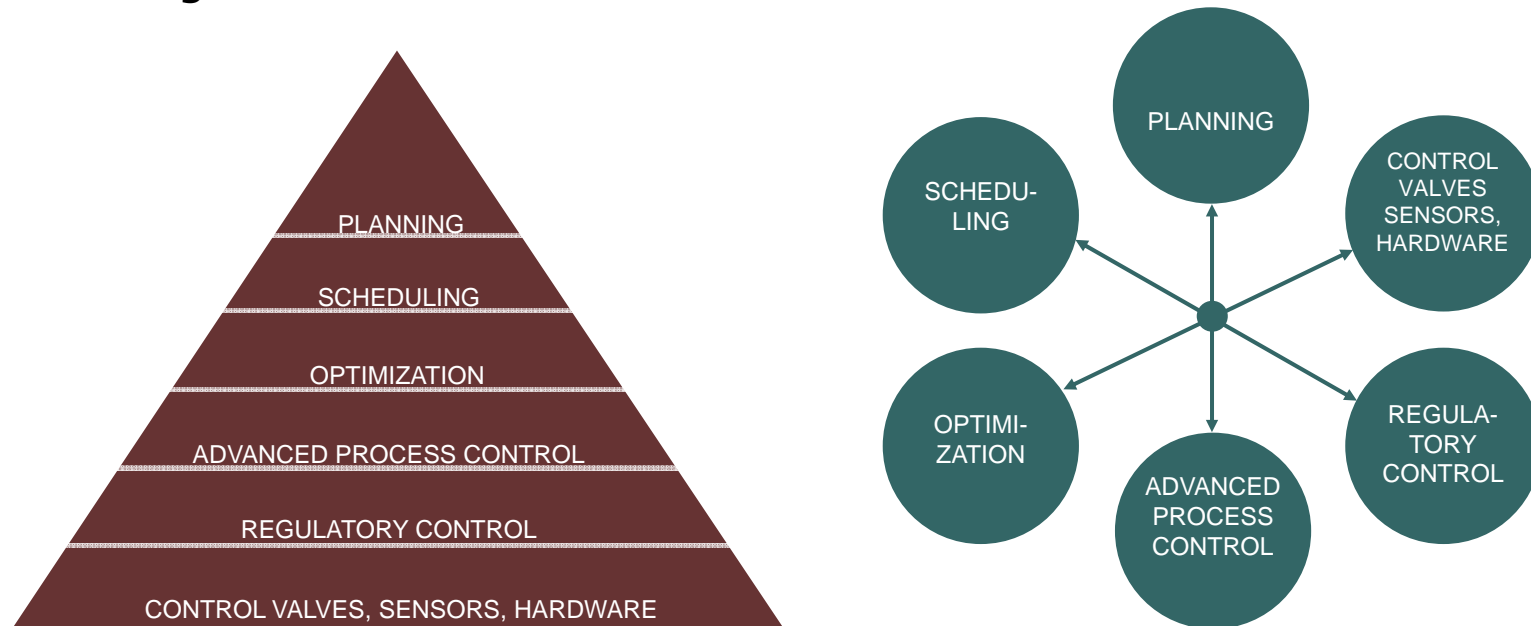 PLANNING
SCHEDULING
OPTIMIZATION
ADVANCED PROCESS CONTROL
REGULATORY CONTROL
CONTROL VALVES, SENSORS, HARDWARE
PLANNING
CONTROL
VALVES
SENSORS,
HARDWARE
REGULA-
TORY
CONTROL
ADVANCED
PROCESS
CONTROL
OPTIMI-
ZATION
SCHEDU-
LING